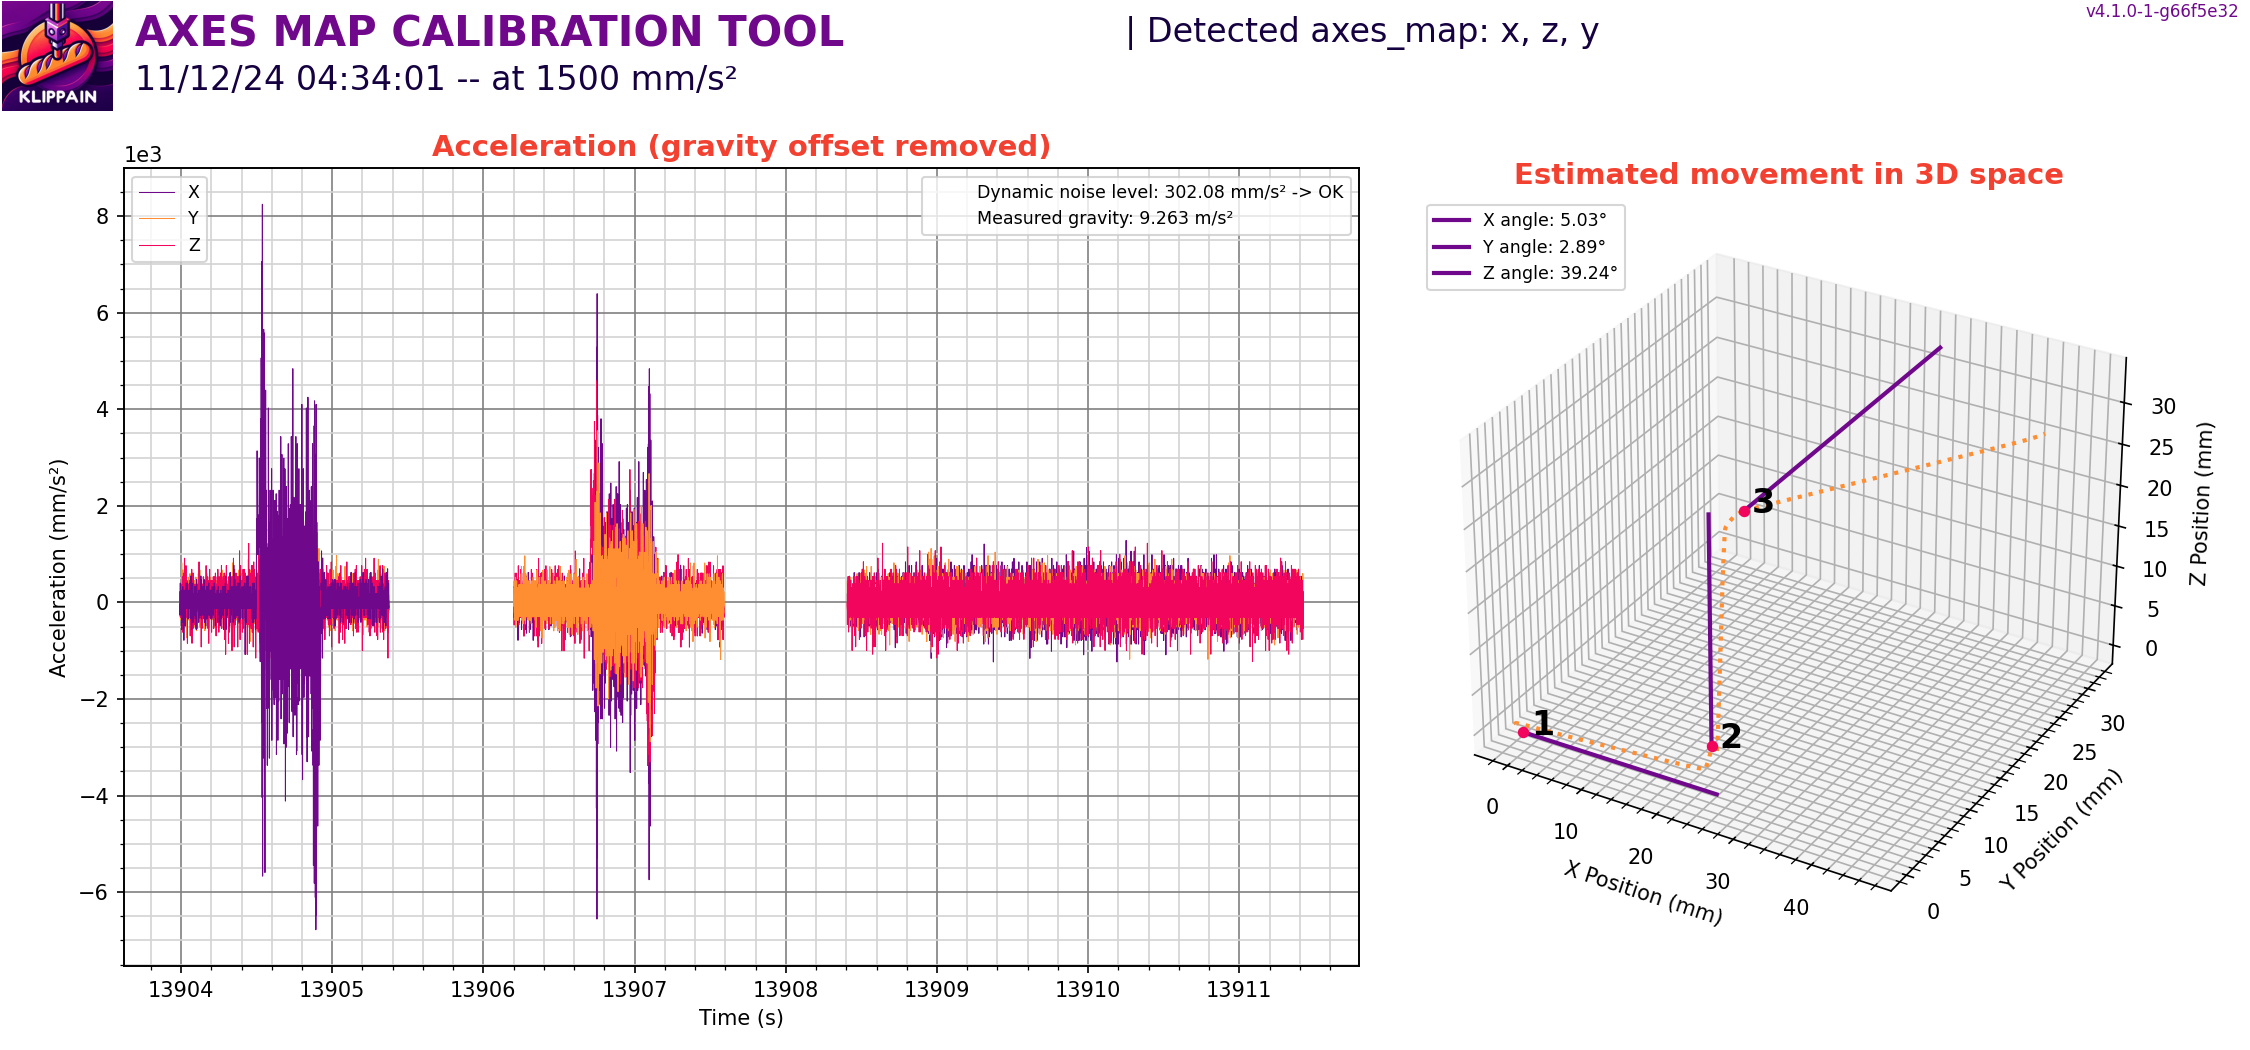 KLIPPAIN
AXES MAP CALIBRATION TOOL
11/12/24 04:34:01 -- at 1500 mm/s²
| Detected axes_map: x, z, y
v4.1.0-1-g66f5e32
Acceleration (gravity offset removed)
1e3
X
Y
Z
Dynamic noise level: 302.08 mm/s² -> OK
Measured gravity: 9.263 m/s²
8
6
4
2
0
−2
−4
−6
Acceleration (mm/s²)
13904 13905 13906 13907 13908 13909 13910 13911
Time (s)
Estimated movement in 3D space
X angle: 5.03°
Y angle: 2.89°
Z angle: 39.24°
1
2
3
0 10 20 30 40
X Position (mm)
0 5 10 15 20 25 30
Y Position (mm)
30
25
20
15
10
5
0
Z Position (mm)